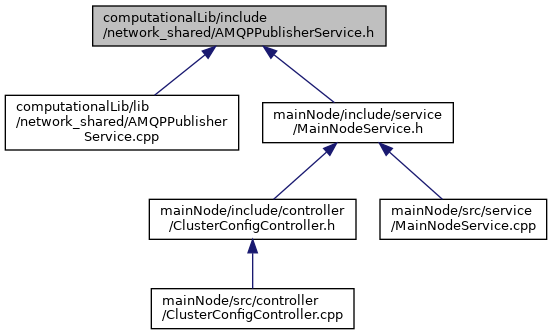 computationalLib/include
/network_shared/AMQPPublisherService.h
computationalLib/lib
/network_shared/AMQPPublisher
Service.cpp
mainNode/include/service
/MainNodeService.h
mainNode/include/controller
/ClusterConfigController.h
mainNode/src/service
/MainNodeService.cpp
mainNode/src/controller
/ClusterConfigController.cpp